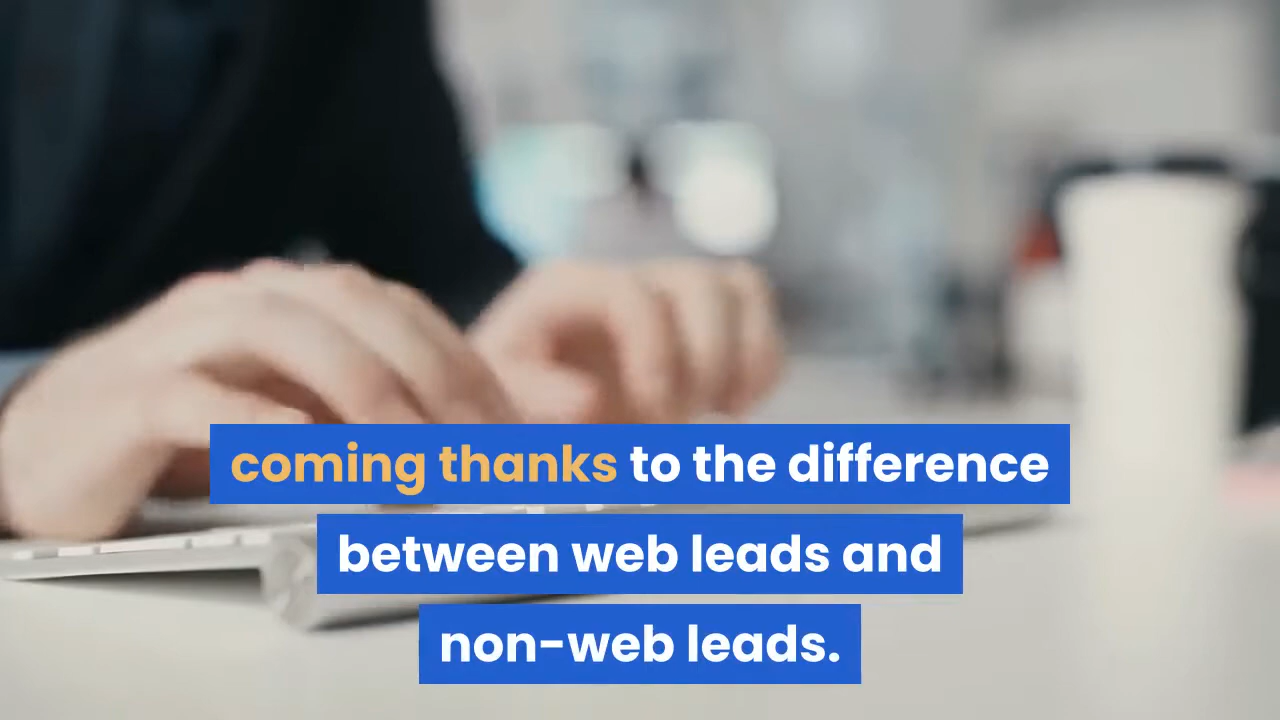 coming thanks to the difference
between web leads and
non-web leads.